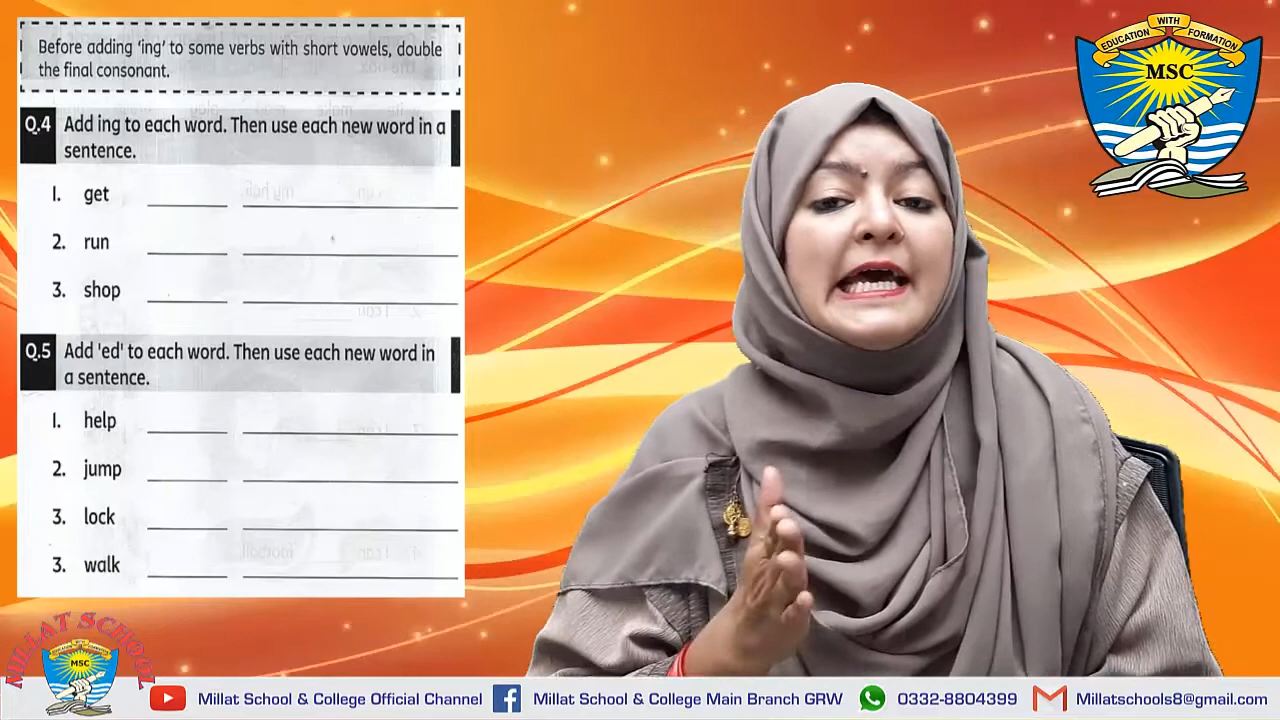 Before adding ‘ing’ to some verbs with short vowels, double
the final consonant.
Q.4 Add ing to each word. Then use each new word in a
sentence.
1. get
2. run
3. shop
Q.5 Add 'ed' to each word. Then use each new word in
a sentence.
1. help
2. jump
3. lock
3. walk
EDUCATION WITH FORMATION
MSC
MILLAT SCHOOL
MSC
Millat School & College Official Channel
Millat School & College Main Branch GRW
0332-8804399
Millatschools8@gmail.com